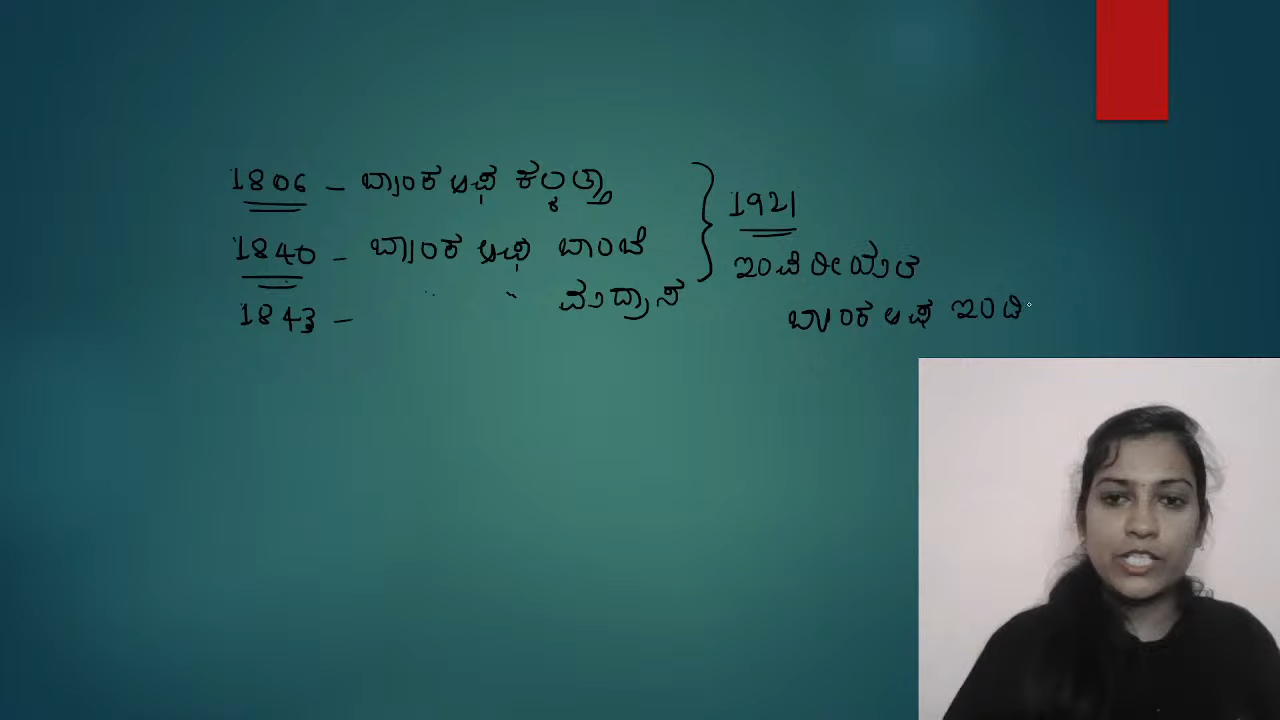 1806 – ಬ್ಯಾಂಕ ಆಫ ಕಲ್ಕತ್ತಾ
1840 – ಬ್ಯಾಂಕ ಆಫ ಬಾಂಬೆ
1843 – " " ಮದ್ರಾಸ
1921
ಇಂಪಿರೀಯಲ
ಬ್ಯಾಂಕ ಆಫ ಇಂಡಿ